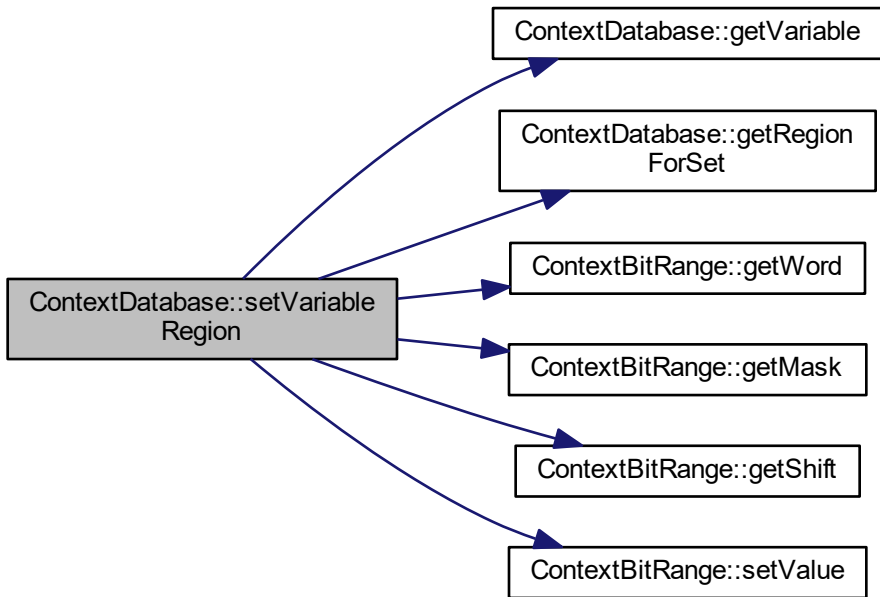 ContextDatabase::getVariable
ContextDatabase::getRegion
ForSet
ContextBitRange::getWord
ContextDatabase::setVariable
Region
ContextBitRange::getMask
ContextBitRange::getShift
ContextBitRange::setValue